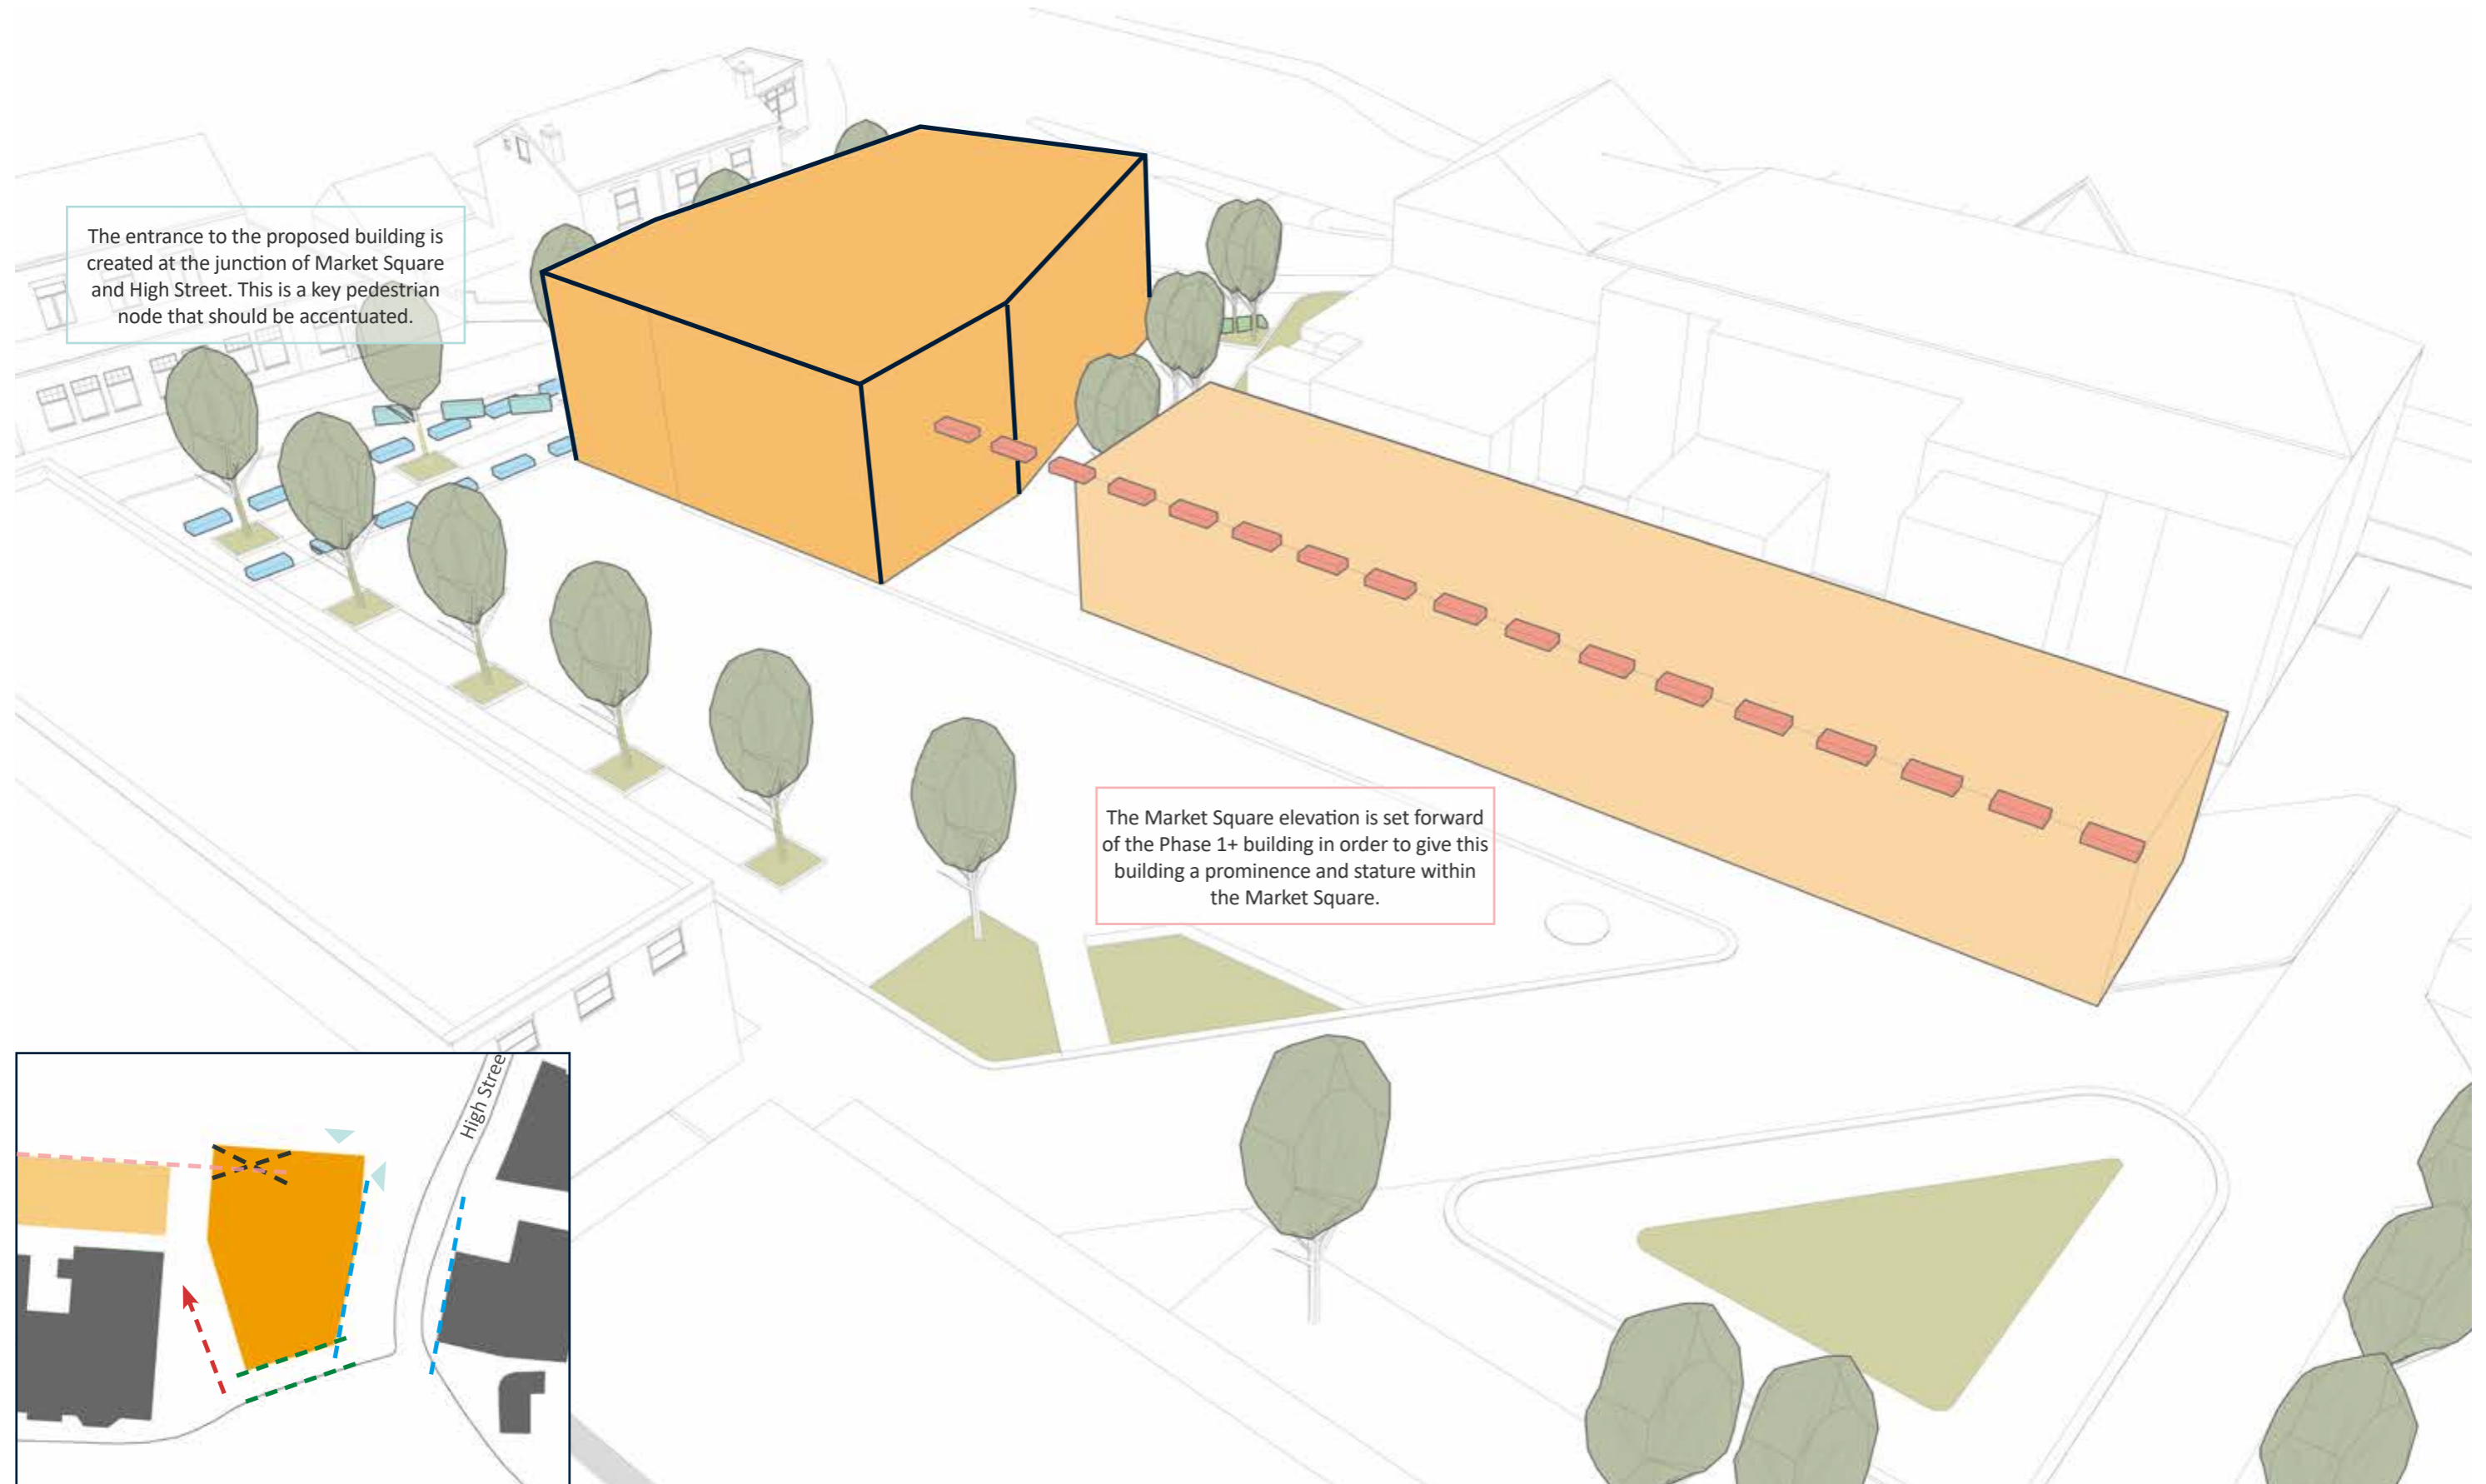 The entrance to the proposed building is
created at the junction of Market Square
and High Street. This is a key pedestrian
node that should be accentuated.
The Market Square elevation is set forward
of the Phase 1+ building in order to give this
building a prominence and stature within
the Market Square.
High Stree